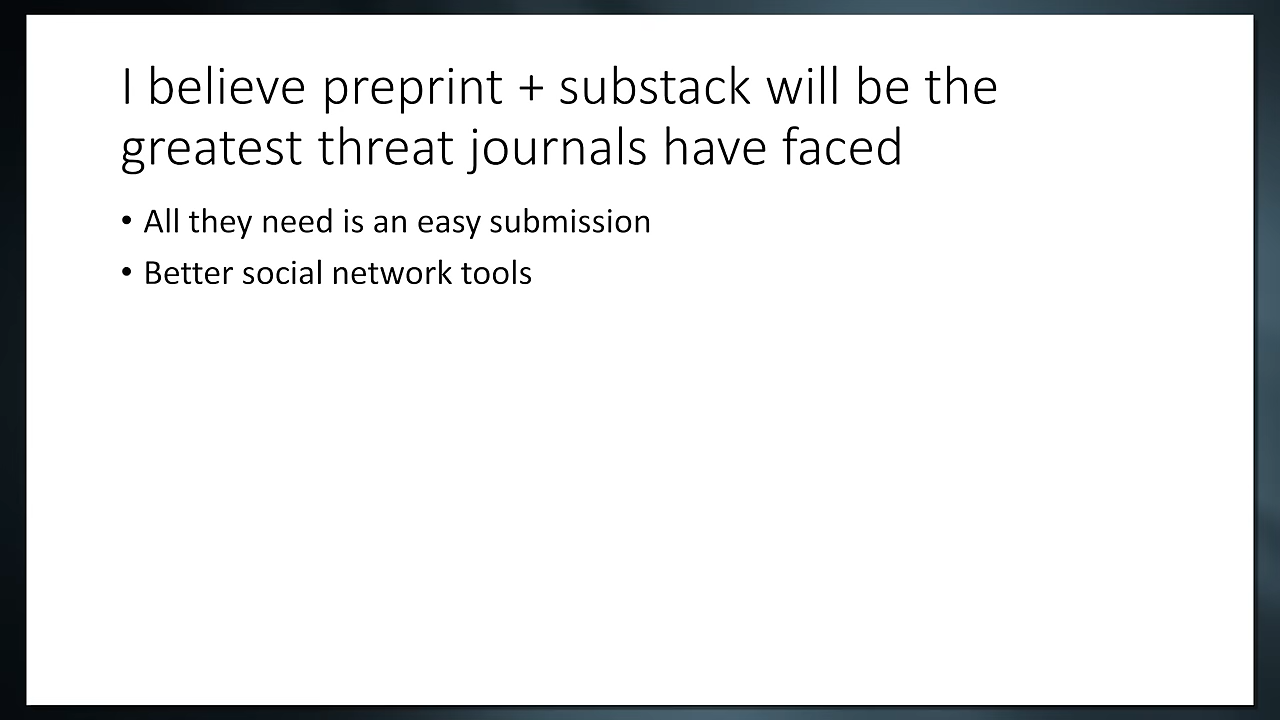 I believe preprint + substack will be the
greatest threat journals have faced
• All they need is an easy submission
• Better social network tools